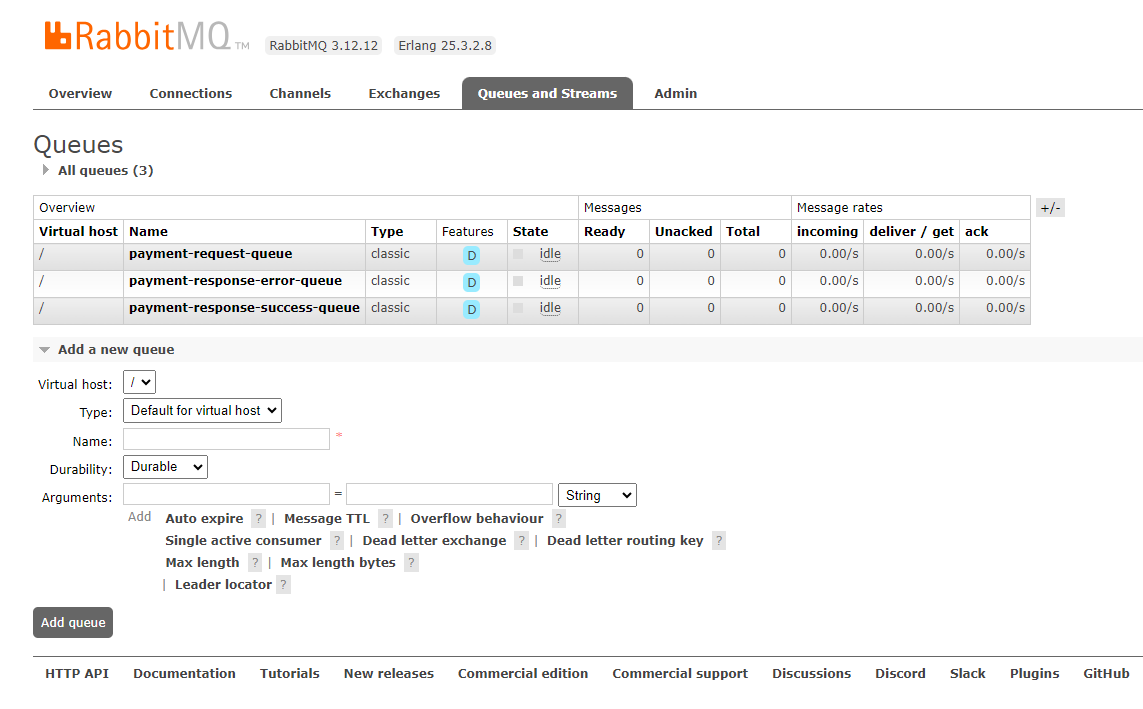 RabbitMQ TM RabbitMQ 3.12.12 Erlang 25.3.2.8
Overview Connections Channels Exchanges Queues and Streams Admin
Queues
All queues (3)
Overview Messages Message rates +/-
Virtual host Name Type Features State Ready Unacked Total incoming deliver / get ack
/ payment-request-queue classic D idle 0 0 0 0.00/s 0.00/s 0.00/s
/ payment-response-error-queue classic D idle 0 0 0 0.00/s 0.00/s 0.00/s
/ payment-response-success-queue classic D idle 0 0 0 0.00/s 0.00/s 0.00/s
Add a new queue
Virtual host: /
Type: Default for virtual host
Name: *
Durability: Durable
Arguments: = String
Add Auto expire ? | Message TTL ? | Overflow behaviour ?
Single active consumer ? | Dead letter exchange ? | Dead letter routing key ?
Max length ? | Max length bytes ?
| Leader locator ?
Add queue
HTTP API Documentation Tutorials New releases Commercial edition Commercial support Discussions Discord Slack Plugins GitHub